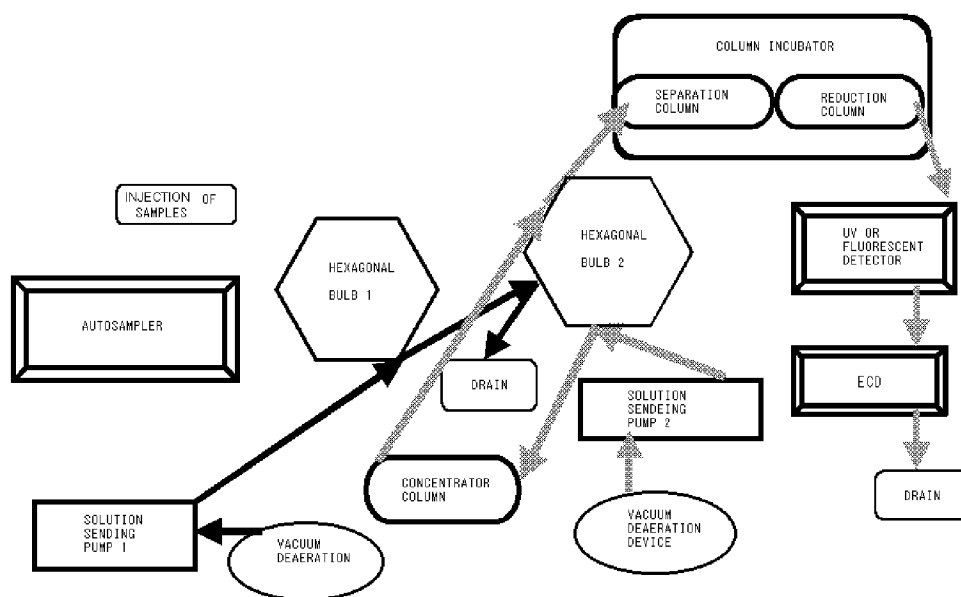 COLUMN INCUBATOR
SEPARATION
COLUMN
REDUCTION
COLUMN
INJECTION OF
SAMPLES
HEXAGONAL
BULB 1
HEXAGONAL
BULB 2
UV OR
FLUORESCENT
DETECTOR
AUTOSAMPLER
DRAIN
SOLUTION
SENDEING
PUMP 2
ECD
CONCENTRATOR
COLUMN
DRAIN
SOLUTION
SENDING
PUMP 1
VACUUM
DEAERATION
VACUUM
DEAERATION
DEVICE